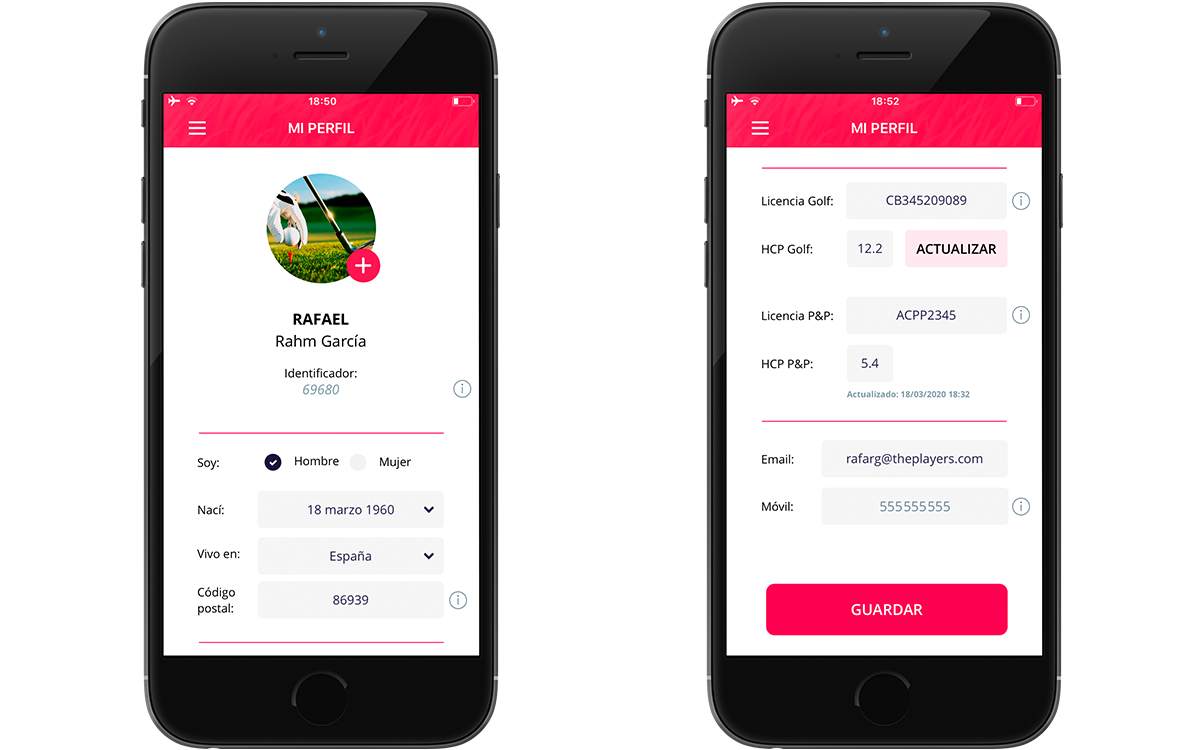 18:50
MI PERFIL
RAFAEL
Rahm García
Identificador:
69680
Soy: Hombre Mujer
Nací: 18 marzo 1960
Vivo en: España
Código
postal: 86939
18:52
MI PERFIL
Licencia Golf: CB345209089
HCP Golf: 12.2 ACTUALIZAR
Licencia P&P: ACPP2345
HCP P&P: 5.4
Actualizado: 18/03/2020 18:32
Email: rafarg@theplayers.com
Móvil: 555555555
GUARDAR